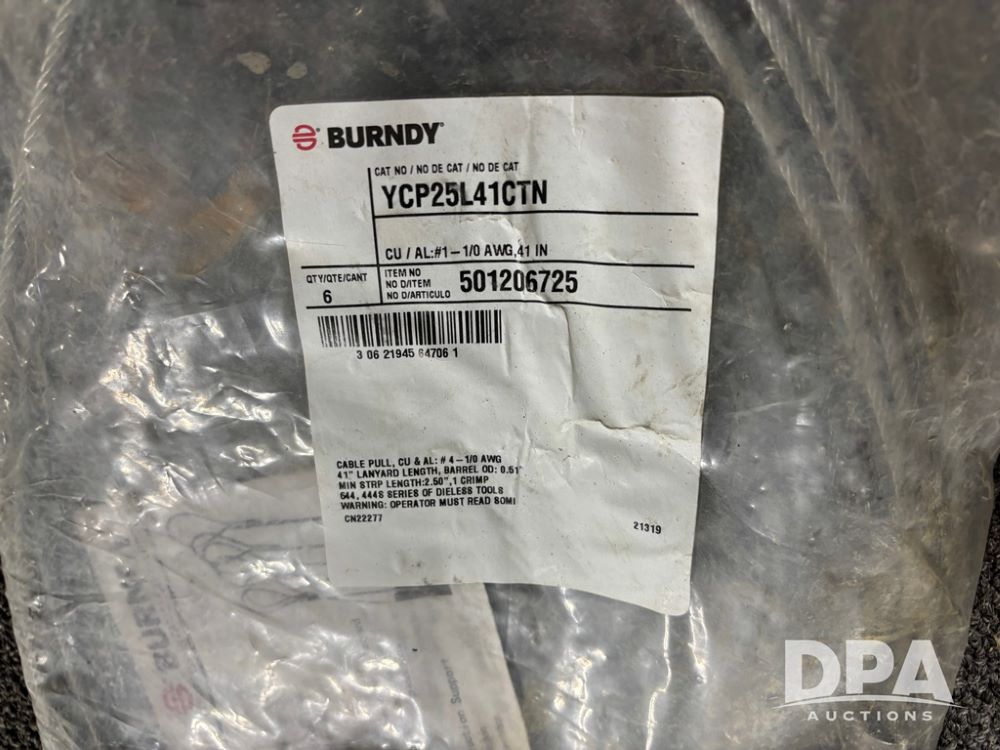 BURNDY
CAT NO / NO DE CAT / NO DE CAT
YCP25L41CTN
CU / AL:#1-1/0 AWG,41 IN
QTY/QTE/CANT
6
ITEM NO
NO D/ITEM
NO D/ARTICULO
501206725
3 06 21945 64706 1
CABLE PULL, CU & AL: # 4-1/0 AWG
41" LANYARD LENGTH, BARREL OD: 0.51"
MIN STRP LENGTH:2.50",1 CRIMP
644, 444S SERIES OF DIELESS TOOLS
WARNING: OPERATOR MUST READ SOMI
CN22277
21319
BURNDY
Support
DPA
AUCTIONS